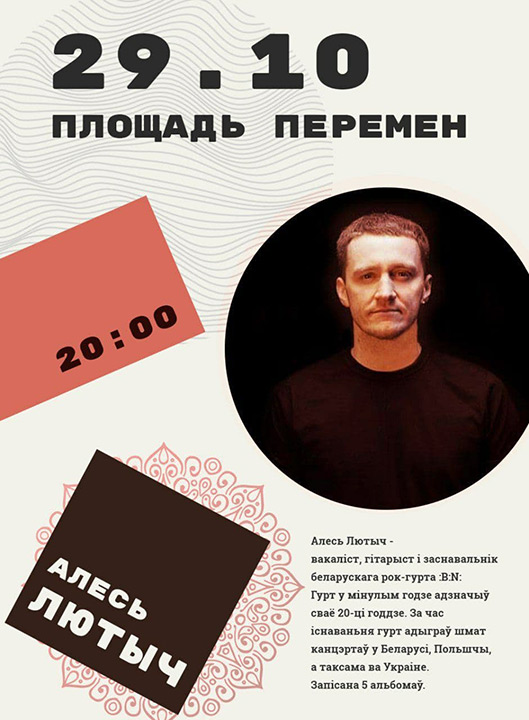 29.10
ПЛОЩАДЬ ПЕРЕМЕН
20:00
АЛЕСЬ
ЛЮТЫЧ
Алесь Лютыч -
вакаліст, гітарыст і заснавальнік
беларускага рок-гурта :B:N:
Гурт у мінулым годзе адзначыў
сваё 20-ці годдзе. За час
існаваньня гурт адыграў шмат
канцэртаў у Беларусі, Польшчы,
а таксама ва Украіне.
Запісана 5 альбомаў.